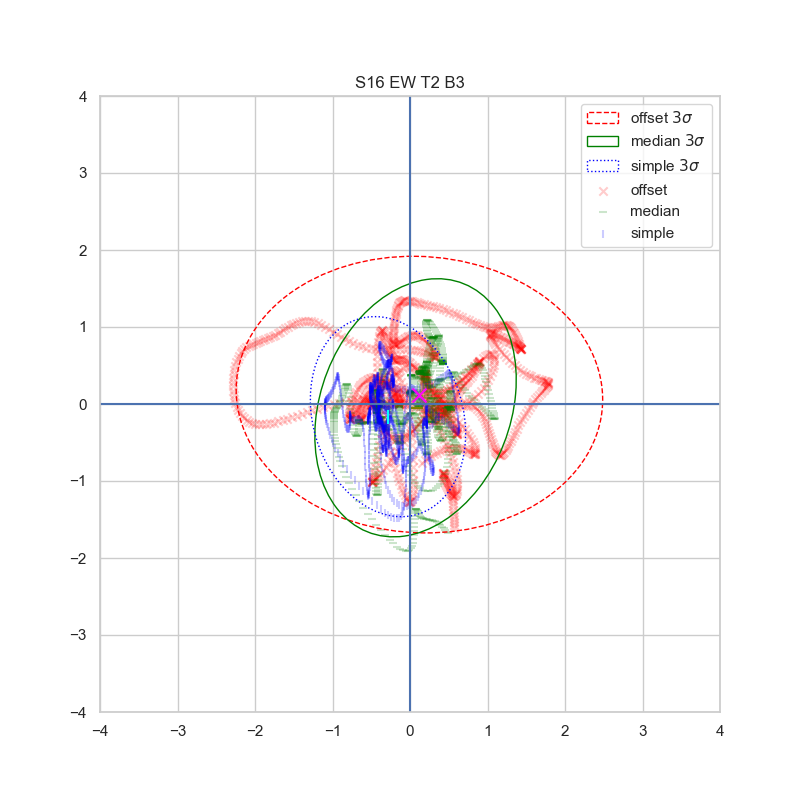 S16 EW T2 B3
offset 3σ
median 3σ
simple 3σ
offset
median
simple
4
3
2
1
0
−1
−2
−3
−4
−4 −3 −2 −1 0 1 2 3 4